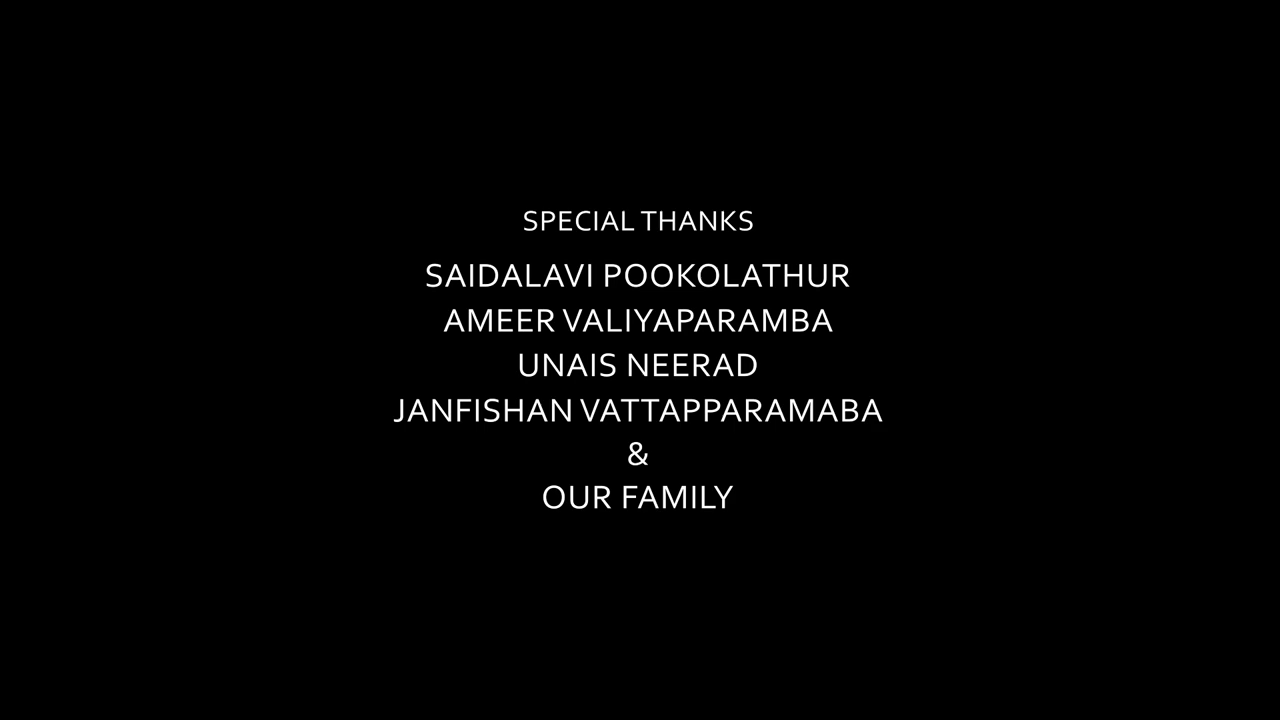 SPECIAL THANKS
SAIDALAVI POOKOLATHUR
AMEER VALIYAPARAMBA
UNAIS NEERAD
JANFISHAN VATTAPPARAMABA
&
OUR FAMILY